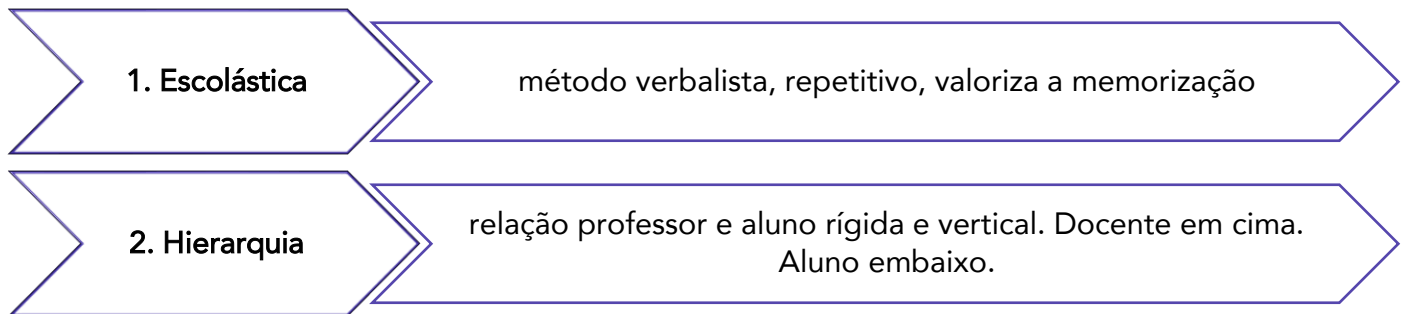 1. Escolástica
método verbalista, repetitivo, valoriza a memorização
2. Hierarquia
relação professor e aluno rígida e vertical. Docente em cima.
Aluno embaixo.